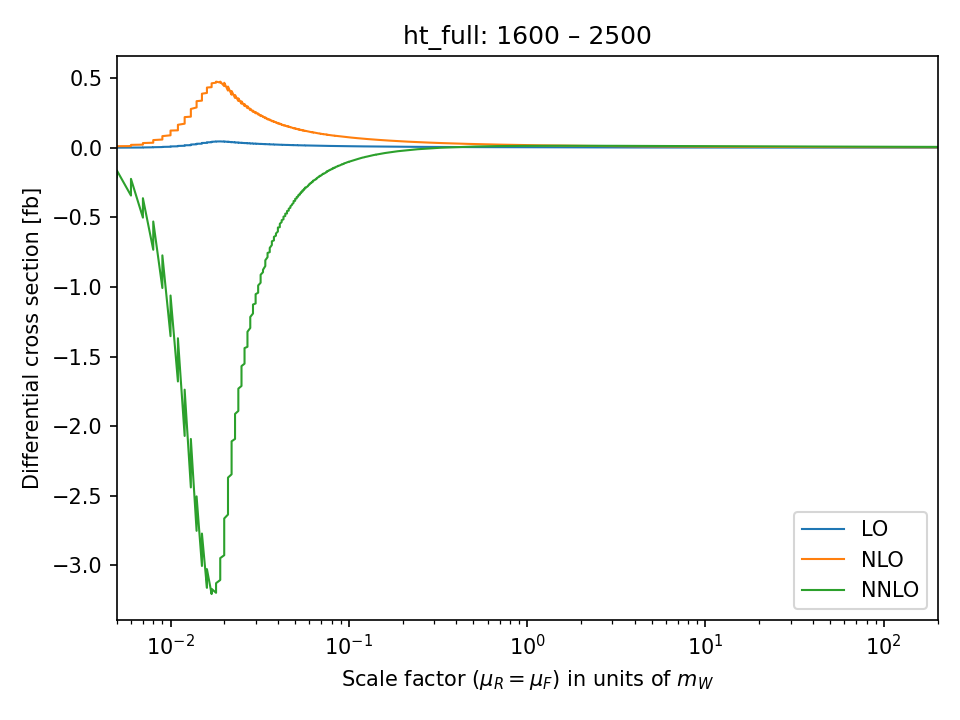 ht_full: 1600 – 2500
Differential cross section [fb]
0.5
0.0
−0.5
−1.0
−1.5
−2.0
−2.5
−3.0
LO
NLO
NNLO
10⁻² 10⁻¹ 10⁰ 10¹ 10²
Scale factor (μ_R = μ_F) in units of m_W